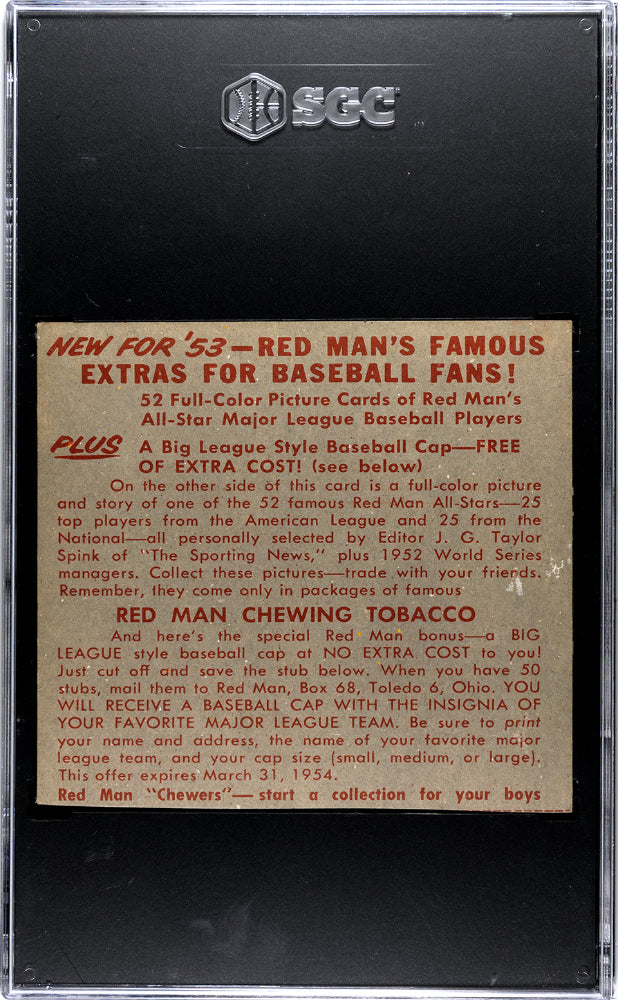 SGC
NEW FOR '53—RED MAN'S FAMOUS
EXTRAS FOR BASEBALL FANS!
52 Full-Color Picture Cards of Red Man's
All-Star Major League Baseball Players
PLUS A Big League Style Baseball Cap—FREE
OF EXTRA COST! (see below)
On the other side of this card is a full-color picture
and story of one of the 52 famous Red Man All-Stars—25
top players from the American League and 25 from the
National—all personally selected by Editor J. G. Taylor
Spink of "The Sporting News," plus 1952 World Series
managers. Collect these pictures—trade with your friends.
Remember, they come only in packages of famous
RED MAN CHEWING TOBACCO
And here's the special Red Man bonus—a BIG
LEAGUE style baseball cap at NO EXTRA COST to you!
Just cut off and save the stub below. When you have 50
stubs, mail them to Red Man, Box 68, Toledo 6, Ohio. YOU
WILL RECEIVE A BASEBALL CAP WITH THE INSIGNIA OF
YOUR FAVORITE MAJOR LEAGUE TEAM. Be sure to print
your name and address, the name of your favorite major
league team, and your cap size (small, medium, or large).
This offer expires March 31, 1954.
Red Man "Chewers"—start a collection for your boys